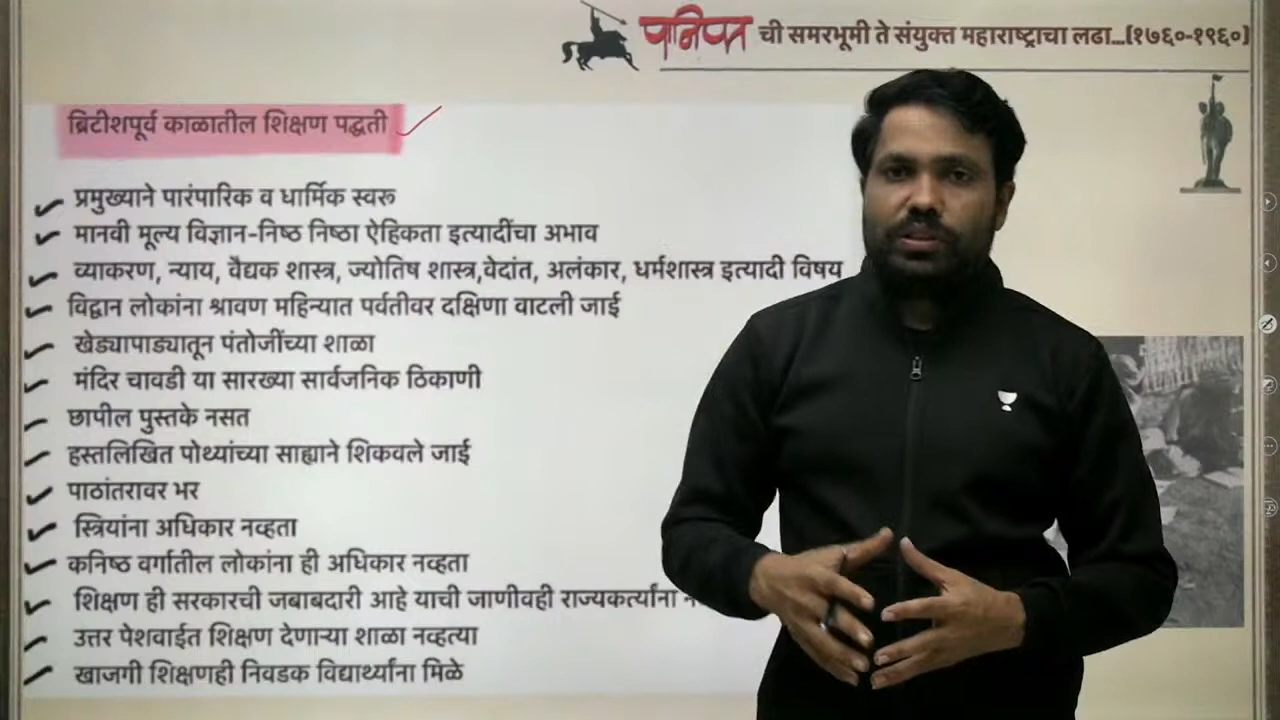 पानिपत ची समरभूमी ते संयुक्त महाराष्ट्राचा लढा...(१७६०-१९६०)
ब्रिटीशपूर्व काळातील शिक्षण पद्धती
प्रमुख्याने पारंपारिक व धार्मिक स्वरू
मानवी मूल्य विज्ञान-निष्ठ निष्ठा ऐहिकता इत्यादींचा अभाव
व्याकरण, न्याय, वैद्यक शास्त्र, ज्योतिष शास्त्र,वेदांत, अलंकार, धर्मशास्त्र इत्यादी विषय
विद्वान लोकांना श्रावण महिन्यात पर्वतीवर दक्षिणा वाटली जाई
खेड्यापाड्यातून पंतोजींच्या शाळा
मंदिर चावडी या सारख्या सार्वजनिक ठिकाणी
छापील पुस्तके नसत
हस्तलिखित पोथ्यांच्या साह्याने शिकवले जाई
पाठांतरावर भर
स्त्रियांना अधिकार नव्हता
कनिष्ठ वर्गातील लोकांना ही अधिकार नव्हता
शिक्षण ही सरकारची जबाबदारी आहे याची जाणीवही राज्यकर्त्यांना
उत्तर पेशवाईत शिक्षण देणाऱ्या शाळा नव्हत्या
खाजगी शिक्षणही निवडक विद्यार्थ्यांना मिळे